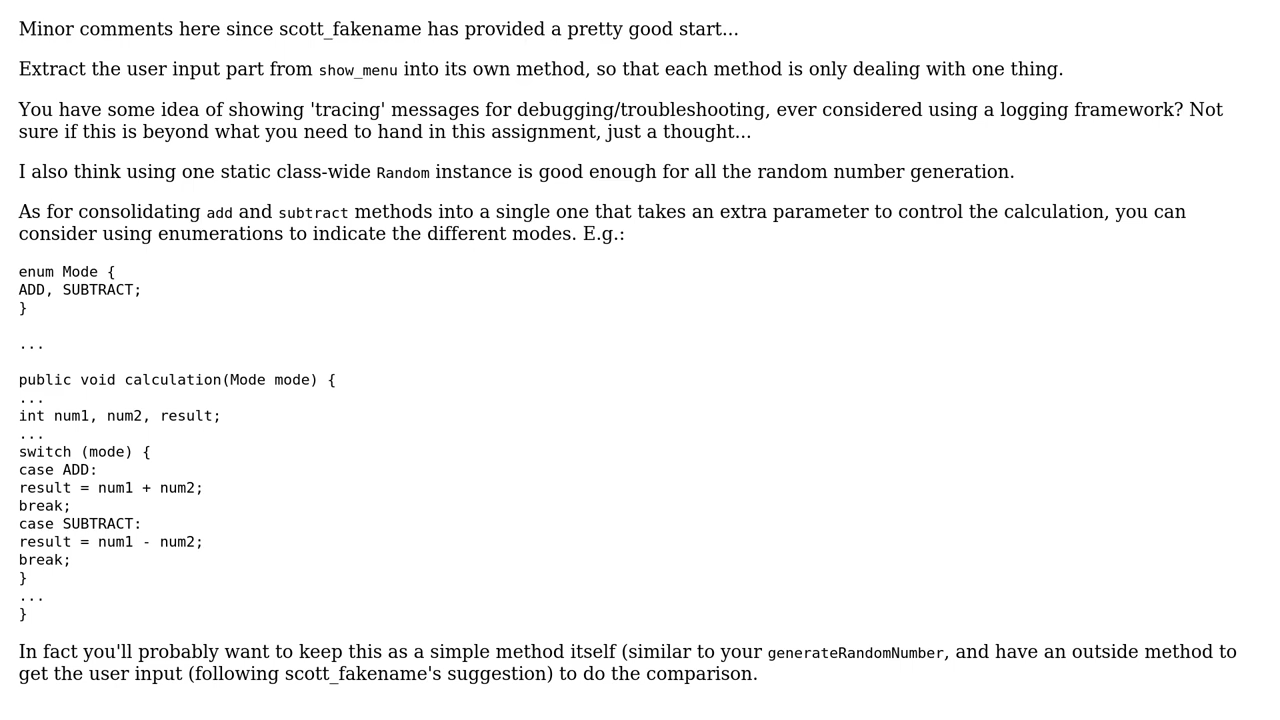 Minor comments here since scott_fakename has provided a pretty good start...
Extract the user input part from show_menu into its own method, so that each method is only dealing with one thing.
You have some idea of showing 'tracing' messages for debugging/troubleshooting, ever considered using a logging framework? Not
sure if this is beyond what you need to hand in this assignment, just a thought...
I also think using one static class-wide Random instance is good enough for all the random number generation.
As for consolidating add and subtract methods into a single one that takes an extra parameter to control the calculation, you can
consider using enumerations to indicate the different modes. E.g.:
enum Mode {
ADD, SUBTRACT;
}
...
public void calculation(Mode mode) {
...
int num1, num2, result;
...
switch (mode) {
case ADD:
result = num1 + num2;
break;
case SUBTRACT:
result = num1 - num2;
break;
}
...
}
In fact you'll probably want to keep this as a simple method itself (similar to your generateRandomNumber, and have an outside method to
get the user input (following scott_fakename's suggestion) to do the comparison.